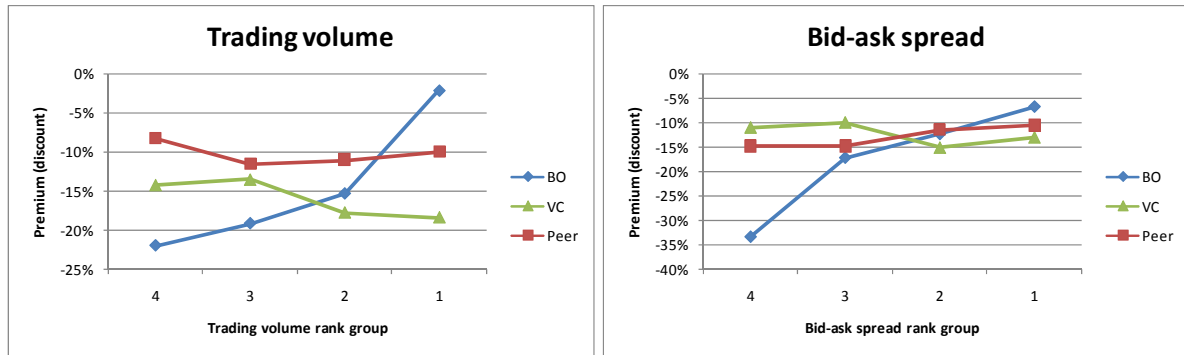 Trading volume
0%
-5%
-10%
-15%
-20%
-25%
Premium (discount)
4
3
2
1
Trading volume rank group
BO
VC
Peer
Bid-ask spread
0%
-5%
-10%
-15%
-20%
-25%
-30%
-35%
-40%
Premium (discount)
4
3
2
1
Bid-ask spread rank group
BO
VC
Peer